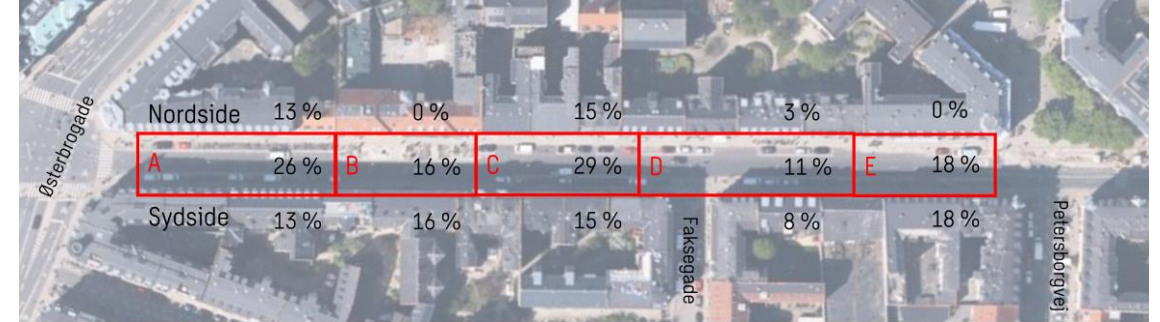 Østerbrogade
Nordside 13 % 0 % 15 % 3 % 0 %
A 26 % B 16 % C 29 % D 11 % E 18 %
Sydside 13 % 16 % 15 % 8 % 18 %
Faksegade
Petersborgvej